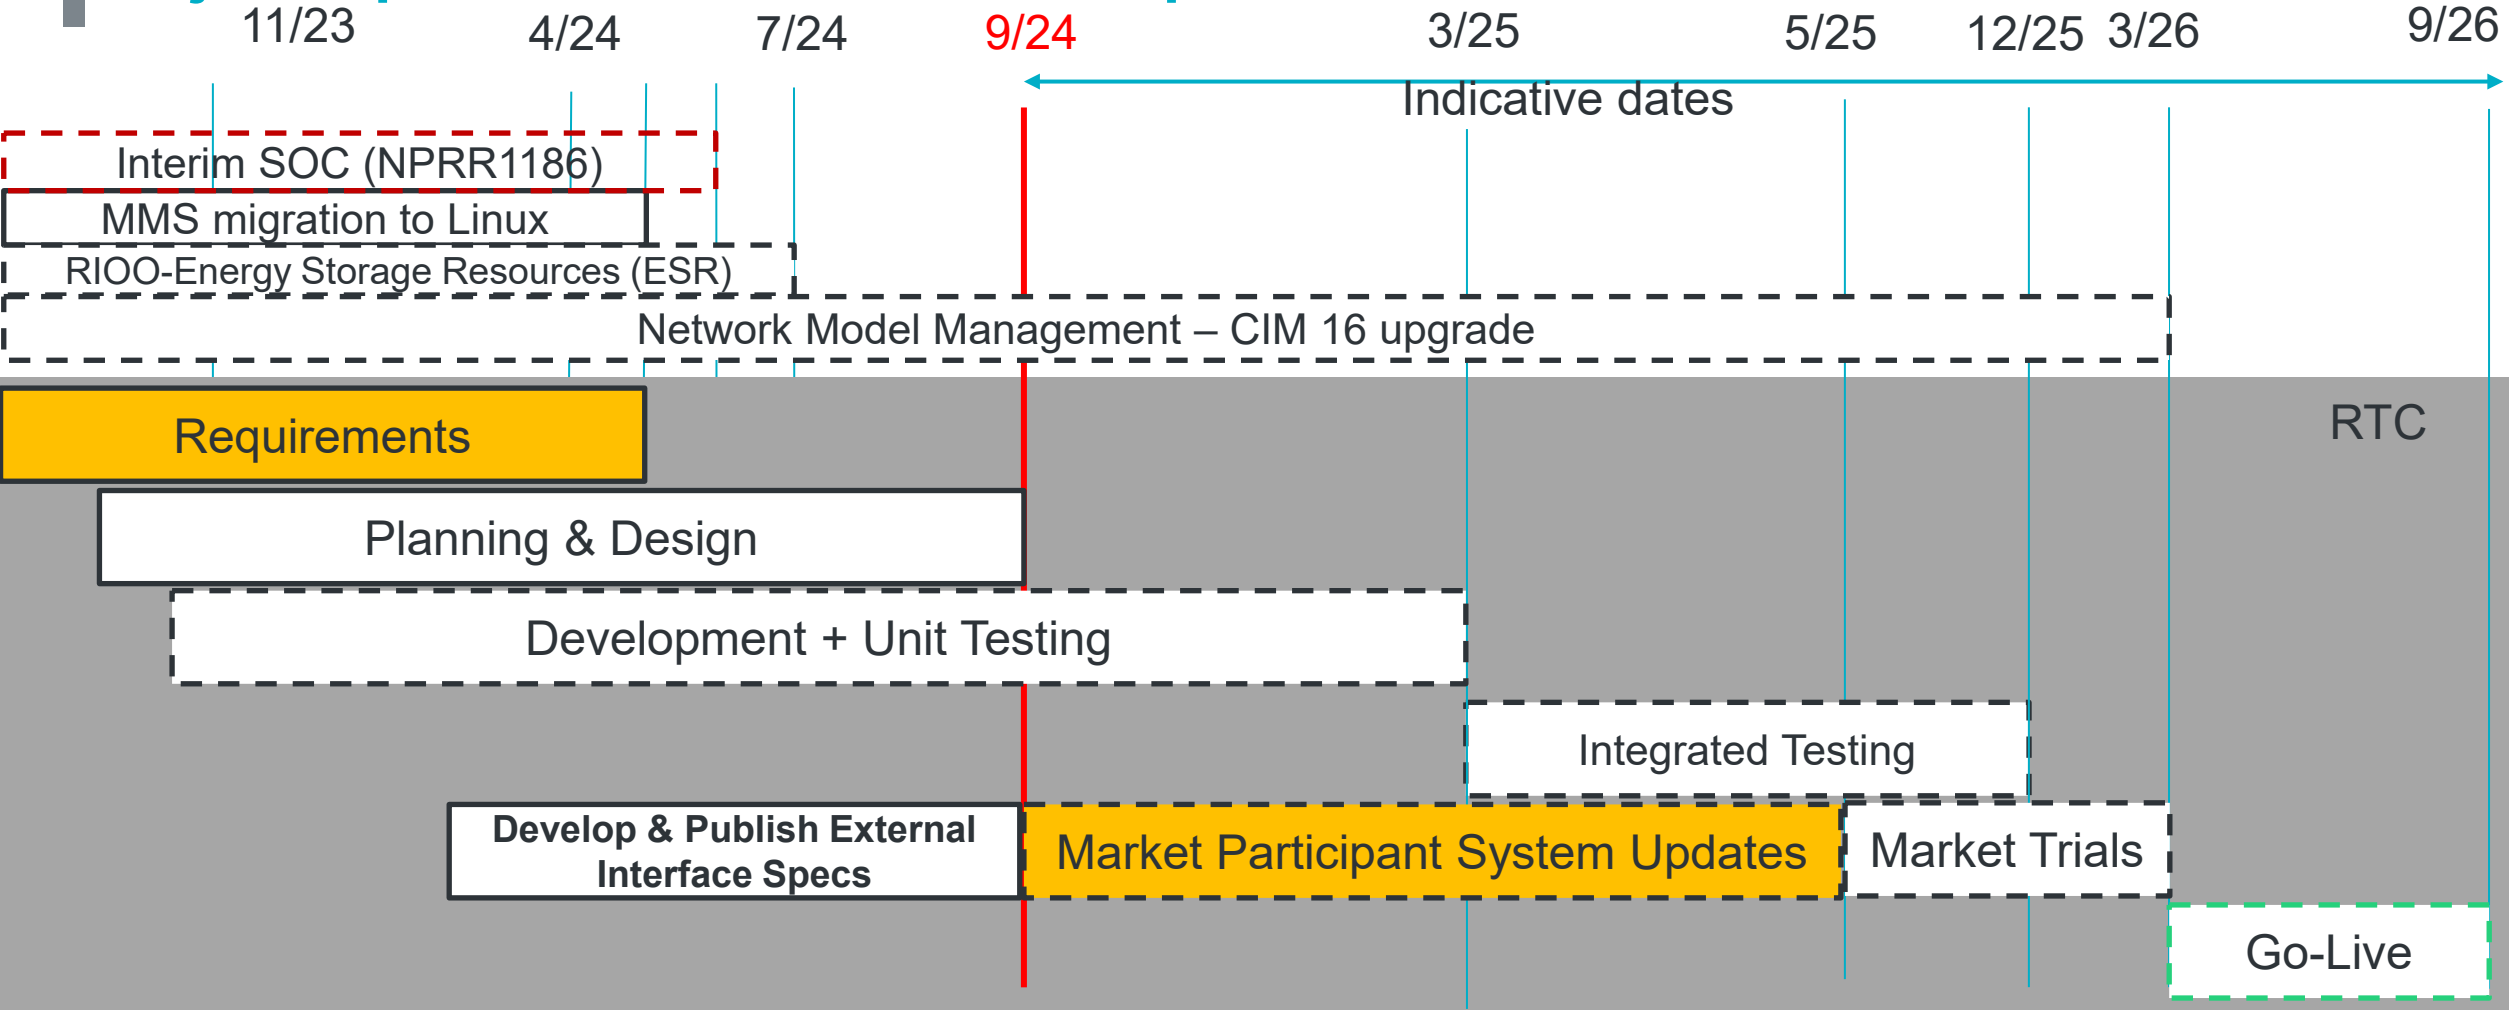 11/23
4/24
7/24
9/24
3/25
5/25
12/25
3/26
9/26
Indicative dates
Interim SOC (NPRR1186)
MMS migration to Linux
RIOO-Energy Storage Resources (ESR)
Network Model Management – CIM 16 upgrade
RTC
Requirements
Planning & Design
Development + Unit Testing
Integrated Testing
Develop & Publish External
Interface Specs
Market Participant System Updates
Market Trials
Go-Live